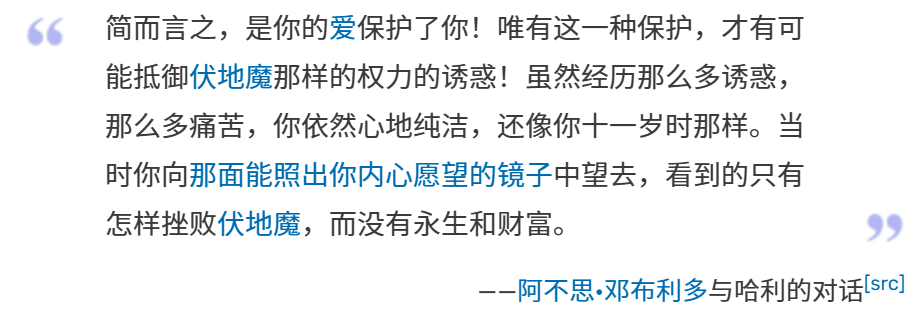 “
简而言之，是你的爱保护了你！唯有这一种保护，才有可
能抵御伏地魔那样的权力的诱惑！虽然经历那么多诱惑，
那么多痛苦，你依然心地纯洁，还像你十一岁时那样。当
时你向那面能照出你内心愿望的镜子中望去，看到的只有
怎样挫败伏地魔，而没有永生和财富。
”
——阿不思•邓布利多与哈利的对话[src]